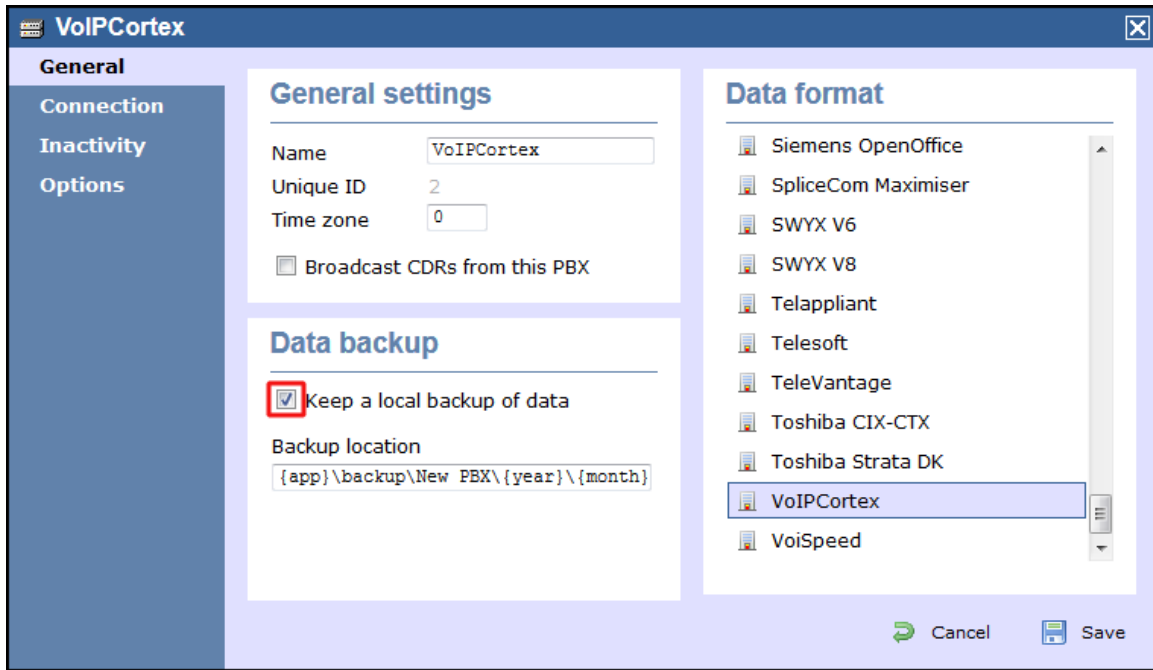 VoIPCortex
General
Connection
Inactivity
Options
General settings
Name VoIPCortex
Unique ID 2
Time zone 0
Broadcast CDRs from this PBX
Data backup
Keep a local backup of data
Backup location
{app}\backup\New PBX\{year}\{month}
Data format
Siemens OpenOffice
SpliceCom Maximiser
SWYX V6
SWYX V8
Telappliant
Telesoft
TeleVantage
Toshiba CIX-CTX
Toshiba Strata DK
VoIPCortex
VoiSpeed
Cancel
Save